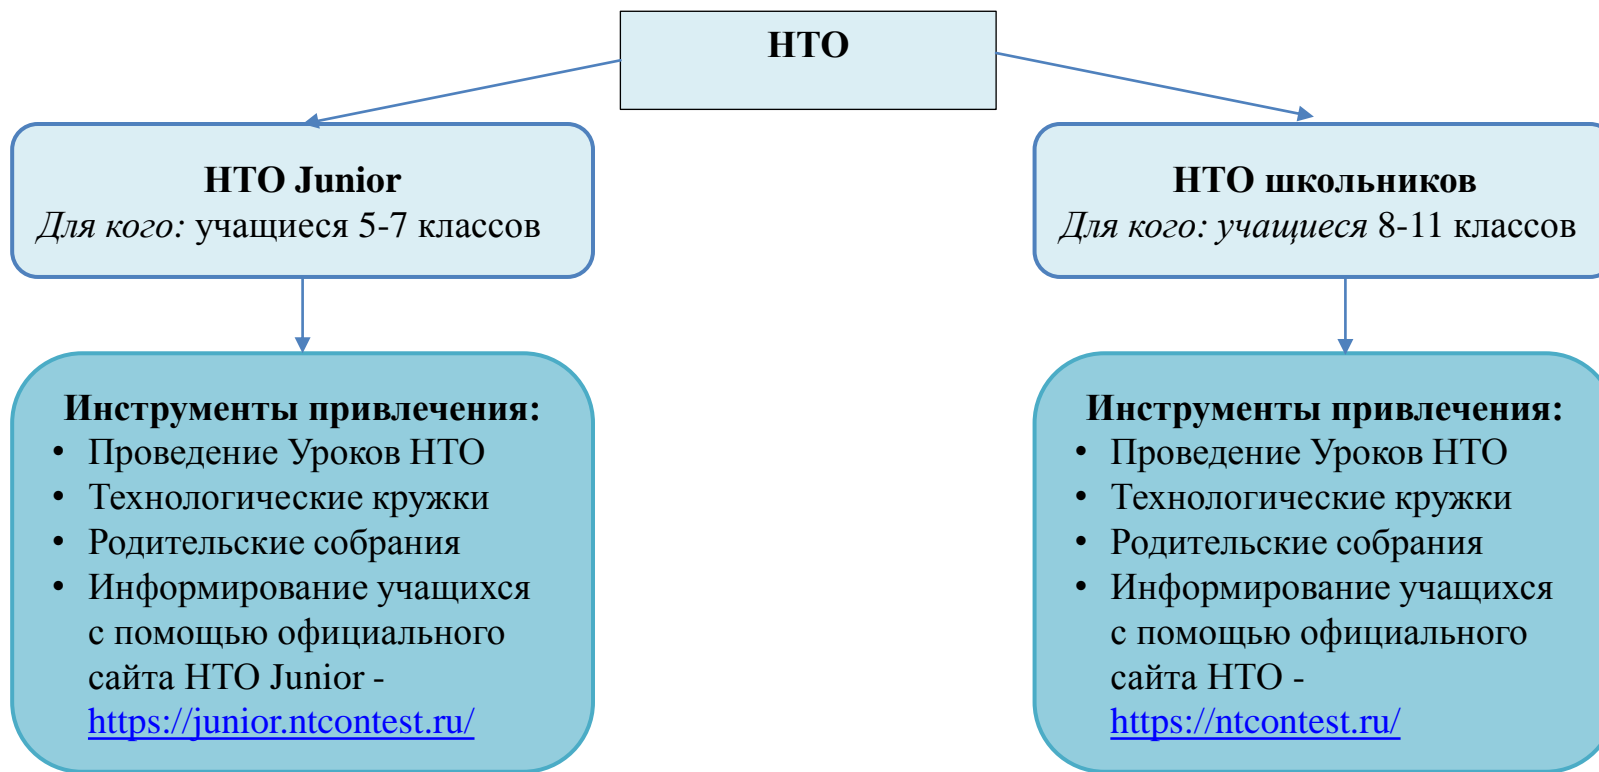 НТО
НТО Junior
Для кого: учащиеся 5-7 классов
НТО школьников
Для кого: учащиеся 8-11 классов
Инструменты привлечения:
• Проведение Уроков НТО
• Технологические кружки
• Родительские собрания
• Информирование учащихся
с помощью официального
сайта НТО Junior -
https://junior.ntcontest.ru/
Инструменты привлечения:
• Проведение Уроков НТО
• Технологические кружки
• Родительские собрания
• Информирование учащихся
с помощью официального
сайта НТО -
https://ntcontest.ru/